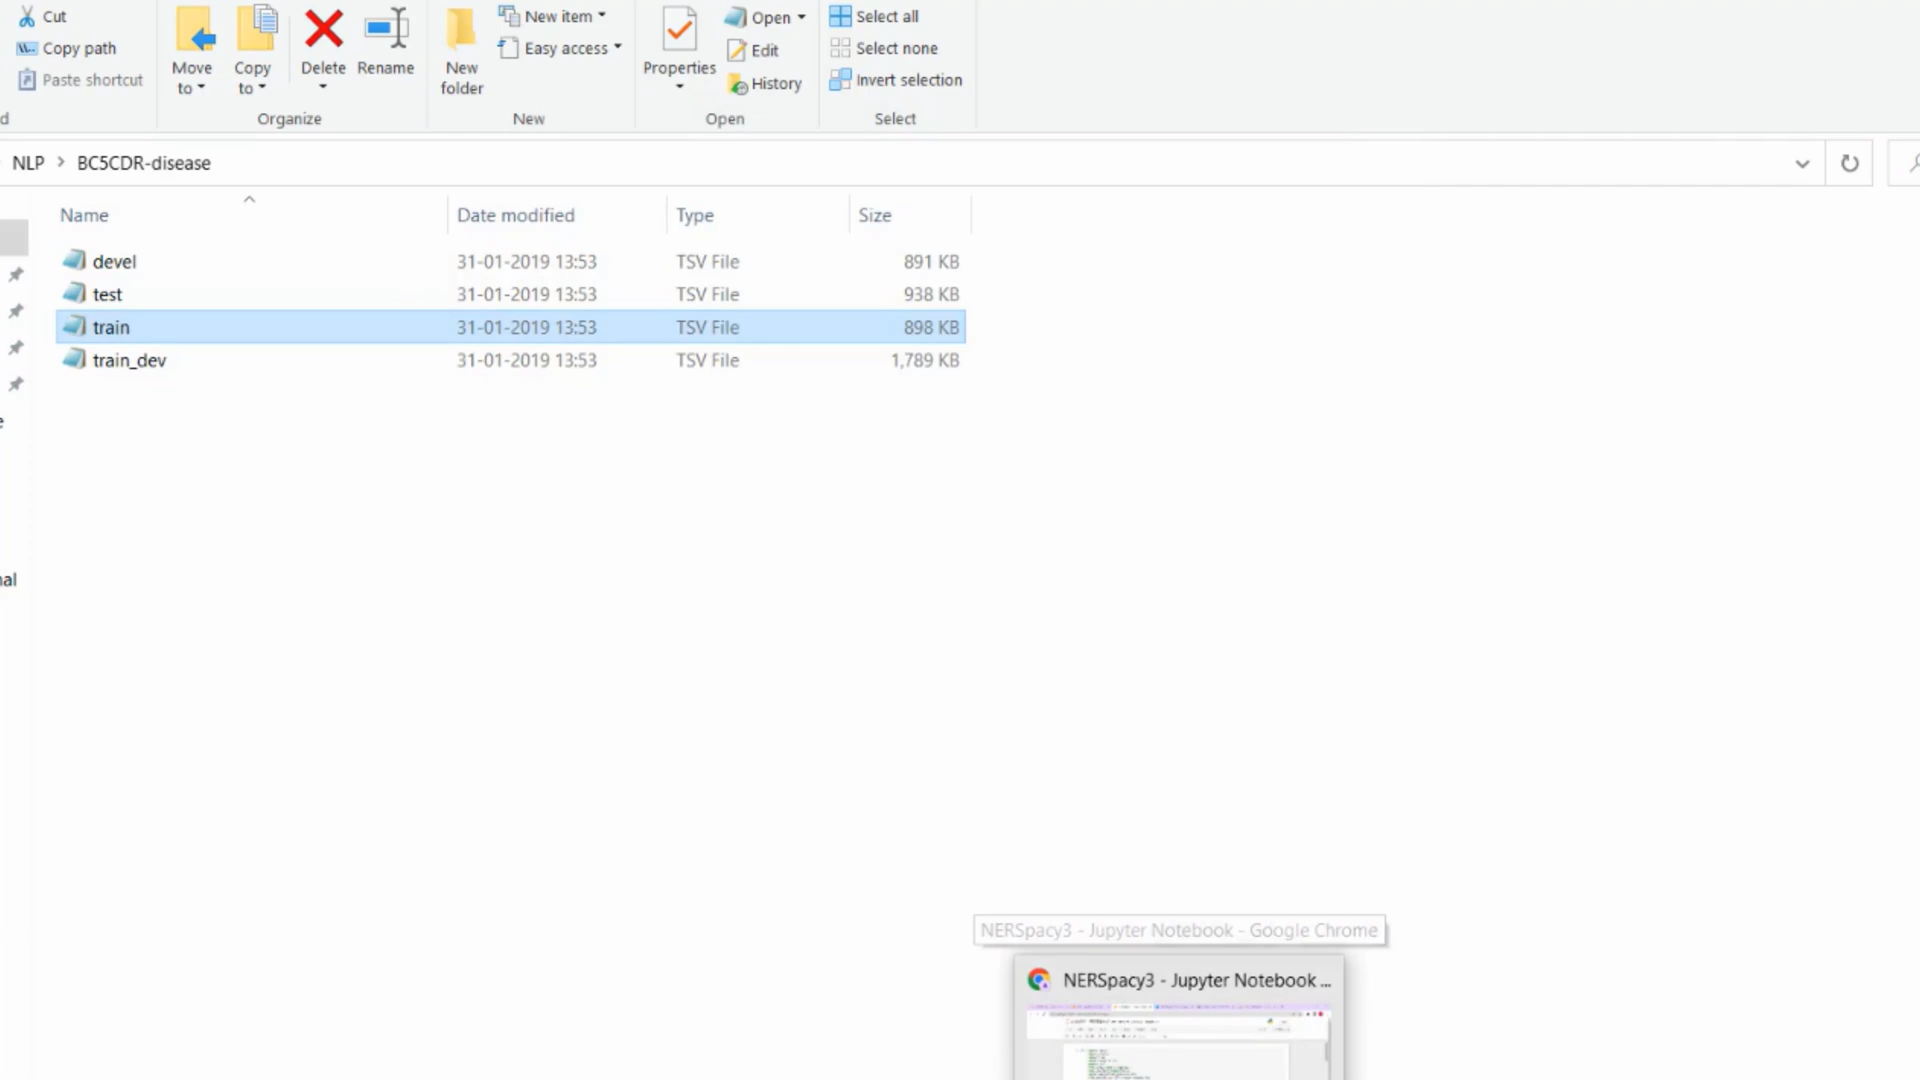 Cut
Copy path
Paste shortcut
Move to
Copy to
Delete
Rename
Organize
New folder
New item
Easy access
New
Properties
Open
Edit
History
Open
Select all
Select none
Invert selection
Select
d
NLP > BC5CDR-disease
Name Date modified Type Size
devel 31-01-2019 13:53 TSV File 891 KB
test 31-01-2019 13:53 TSV File 938 KB
train 31-01-2019 13:53 TSV File 898 KB
train_dev 31-01-2019 13:53 TSV File 1,789 KB
e
nal
NERSpacy3 - Jupyter Notebook - Google Chrome
NERSpacy3 - Jupyter Notebook ...